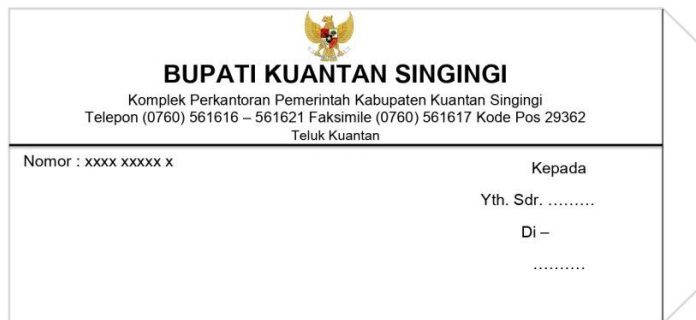 BUPATI KUANTAN SINGINGI
Komplek Perkantoran Pemerintah Kabupaten Kuantan Singingi
Telepon (0760) 561616 – 561621 Faksimile (0760) 561617 Kode Pos 29362
Teluk Kuantan
Nomor : xxxx xxxxx x
Kepada
Yth. Sdr. .........
Di –
..........